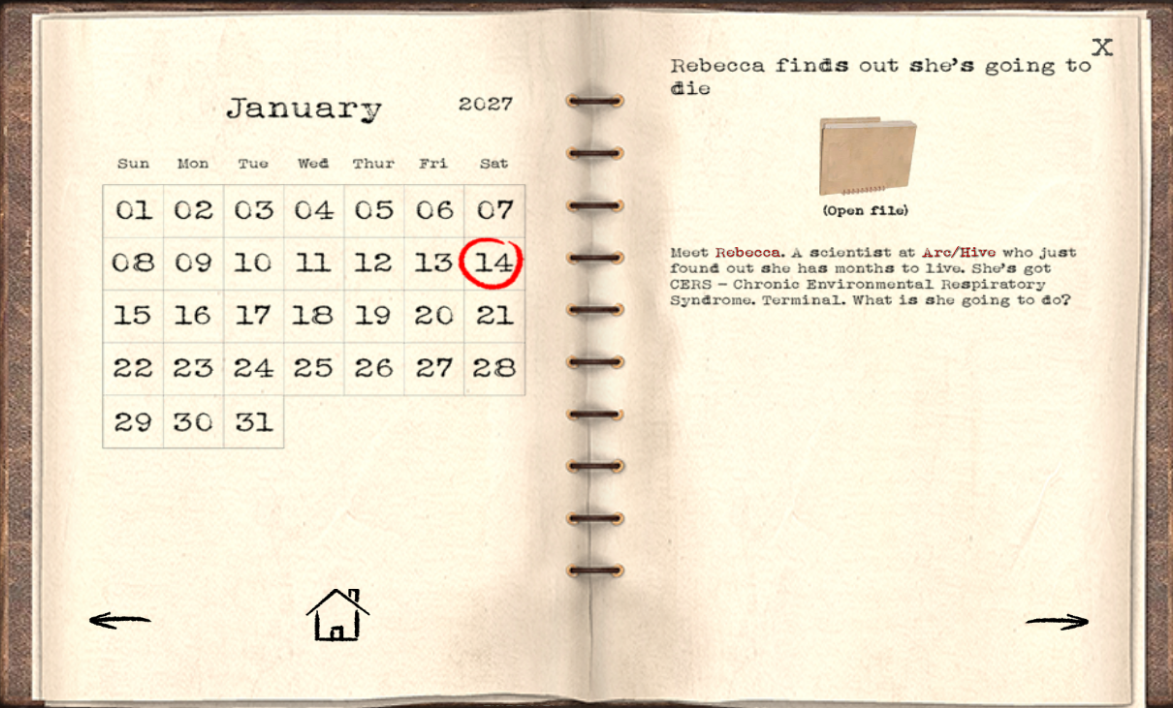 January 2027
Sun Mon Tue Wed Thur Fri Sat
01 02 03 04 05 06 07
08 09 10 11 12 13 14
15 16 17 18 19 20 21
22 23 24 25 26 27 28
29 30 31
X
Rebecca finds out she's going to
die
(Open file)
Meet Rebecca. A scientist at Arc/Hive who just
found out she has months to live. She's got
CERS – Chronic Environmental Respiratory
Syndrome. Terminal. What is she going to do?